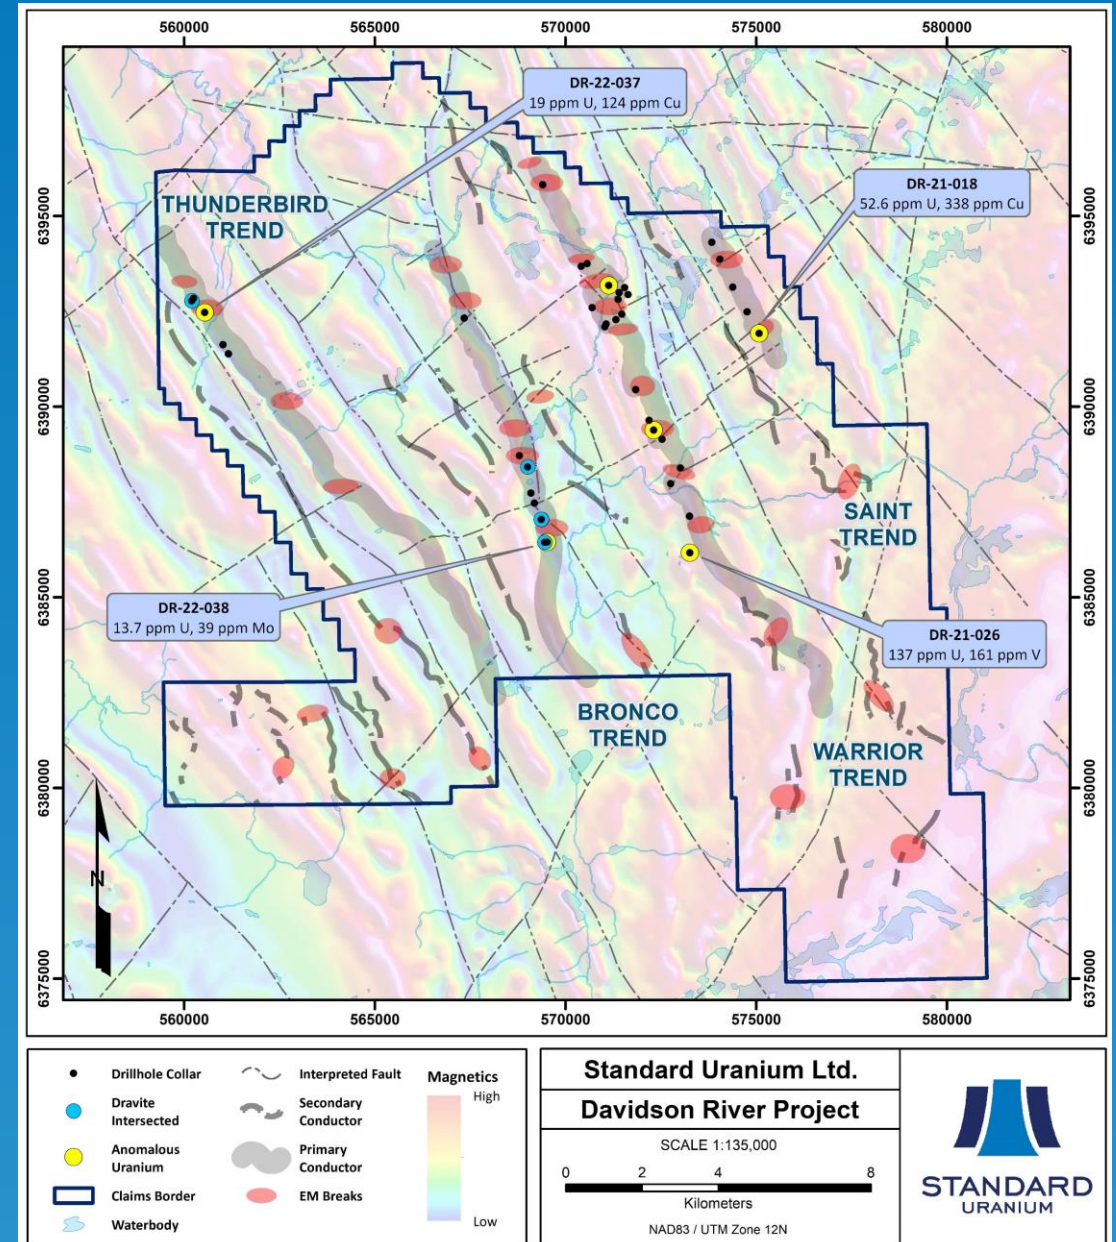 560000
565000
570000
575000
580000
DR-22-037
19 ppm U, 124 ppm Cu
DR-21-018
52.6 ppm U, 338 ppm Cu
THUNDERBIRD
TREND
6395000
6395000
6390000
6390000
SAINT
TREND
6385000
6385000
DR-22-038
13.7 ppm U, 39 ppm Mo
DR-21-026
137 ppm U, 161 ppm V
BRONCO
TREND
WARRIOR
TREND
6380000
6380000
N
6375000
6375000
560000
565000
570000
575000
580000
Drillhole Collar
Dravite
Intersected
Anomalous
Uranium
Claims Border
Waterbody
Interpreted Fault
Secondary
Conductor
Primary
Conductor
EM Breaks
Magnetics
High
Low
Standard Uranium Ltd.
Davidson River Project
SCALE 1:135,000
0 2 4 8
Kilometers
NAD83 / UTM Zone 12N
STANDARD
URANIUM